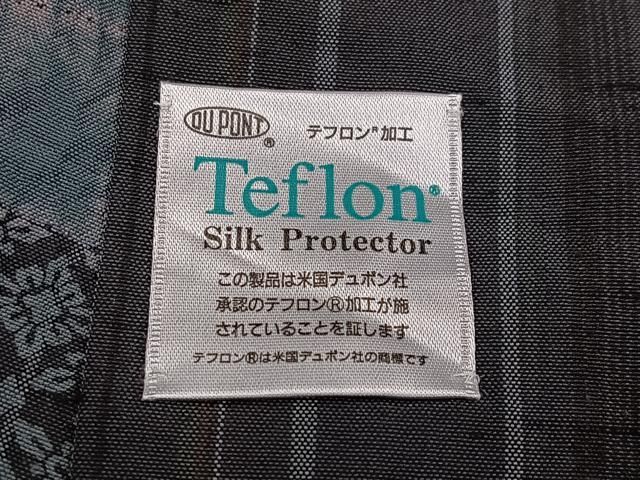 DU PONT® テフロン®加工
Teflon®
Silk Protector
この製品は米国デュポン社
承認のテフロン®加工が施
されていることを証します
テフロン®は米国デュポン社の商標です